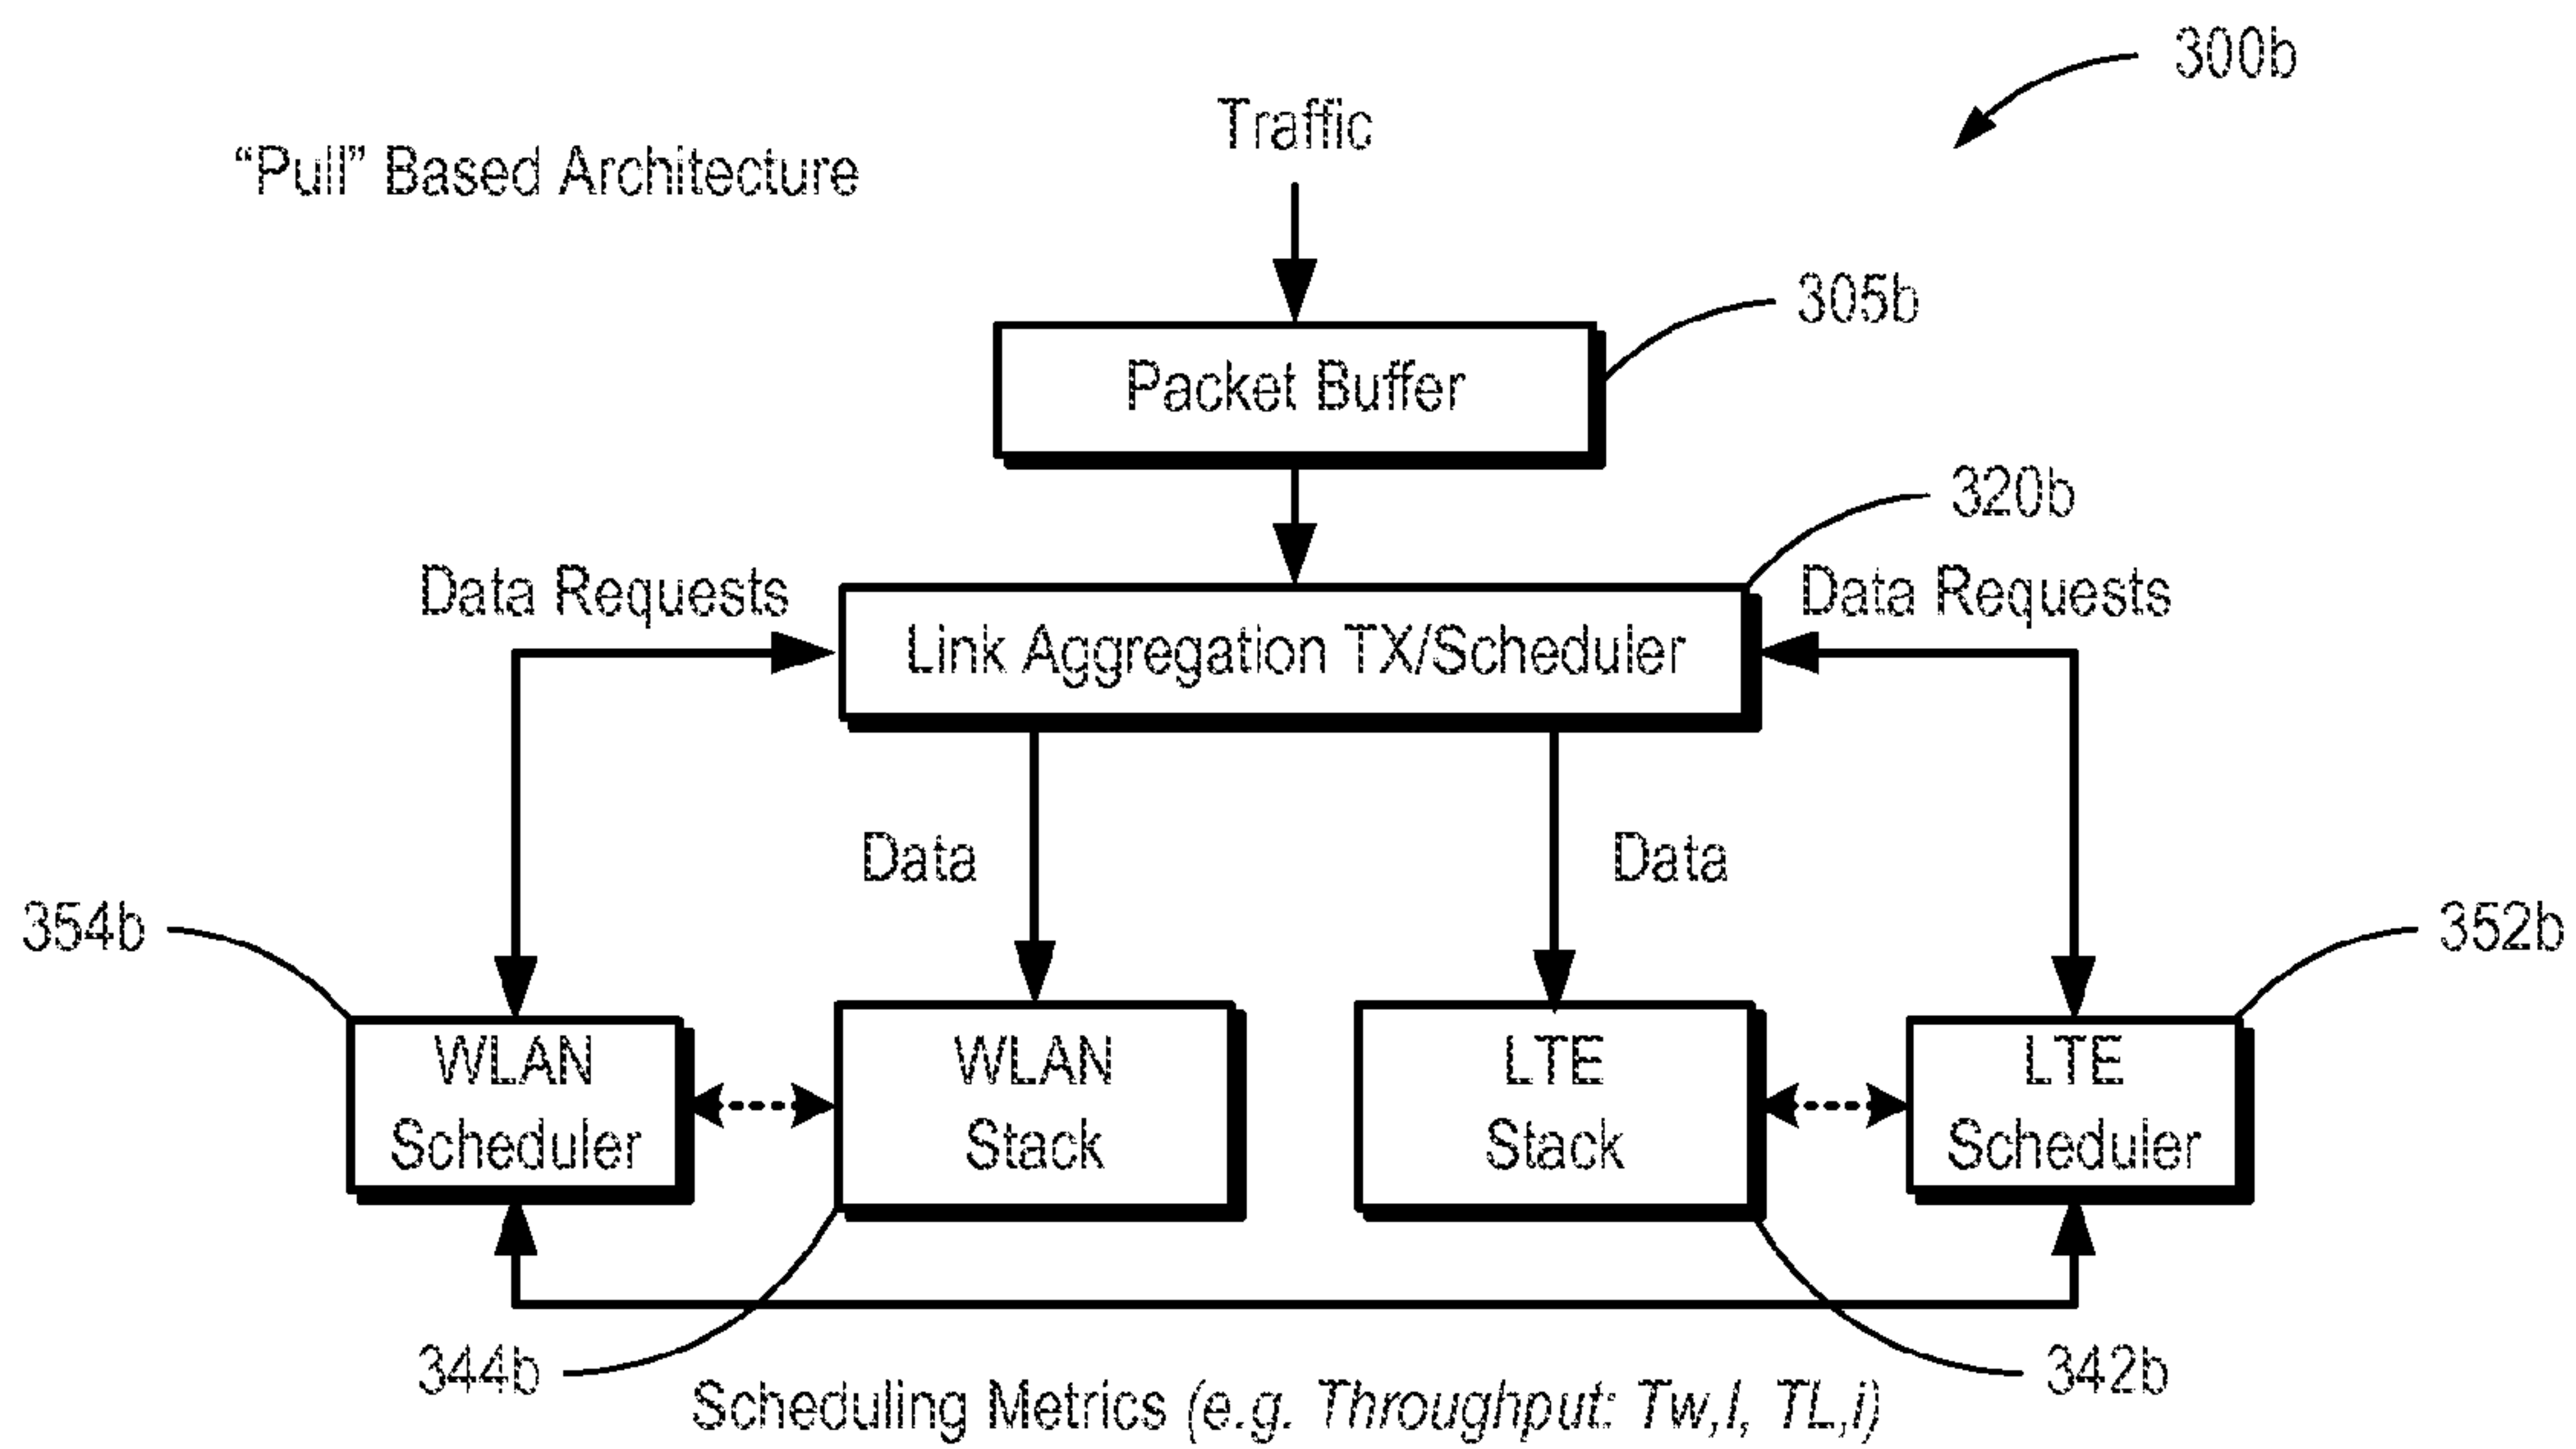 300b
Traffic
“Pull” Based Architecture
305b
Packet Buffer
320b
Data Requests
Data Requests
Link Aggregation TX/Scheduler
Data
Data
354b
352b
WLAN
Scheduler
WLAN
Stack
LTE
Stack
LTE
Scheduler
344b
342b
Scheduling Metrics (e.g. Throughput: Tw,I, TL,i)